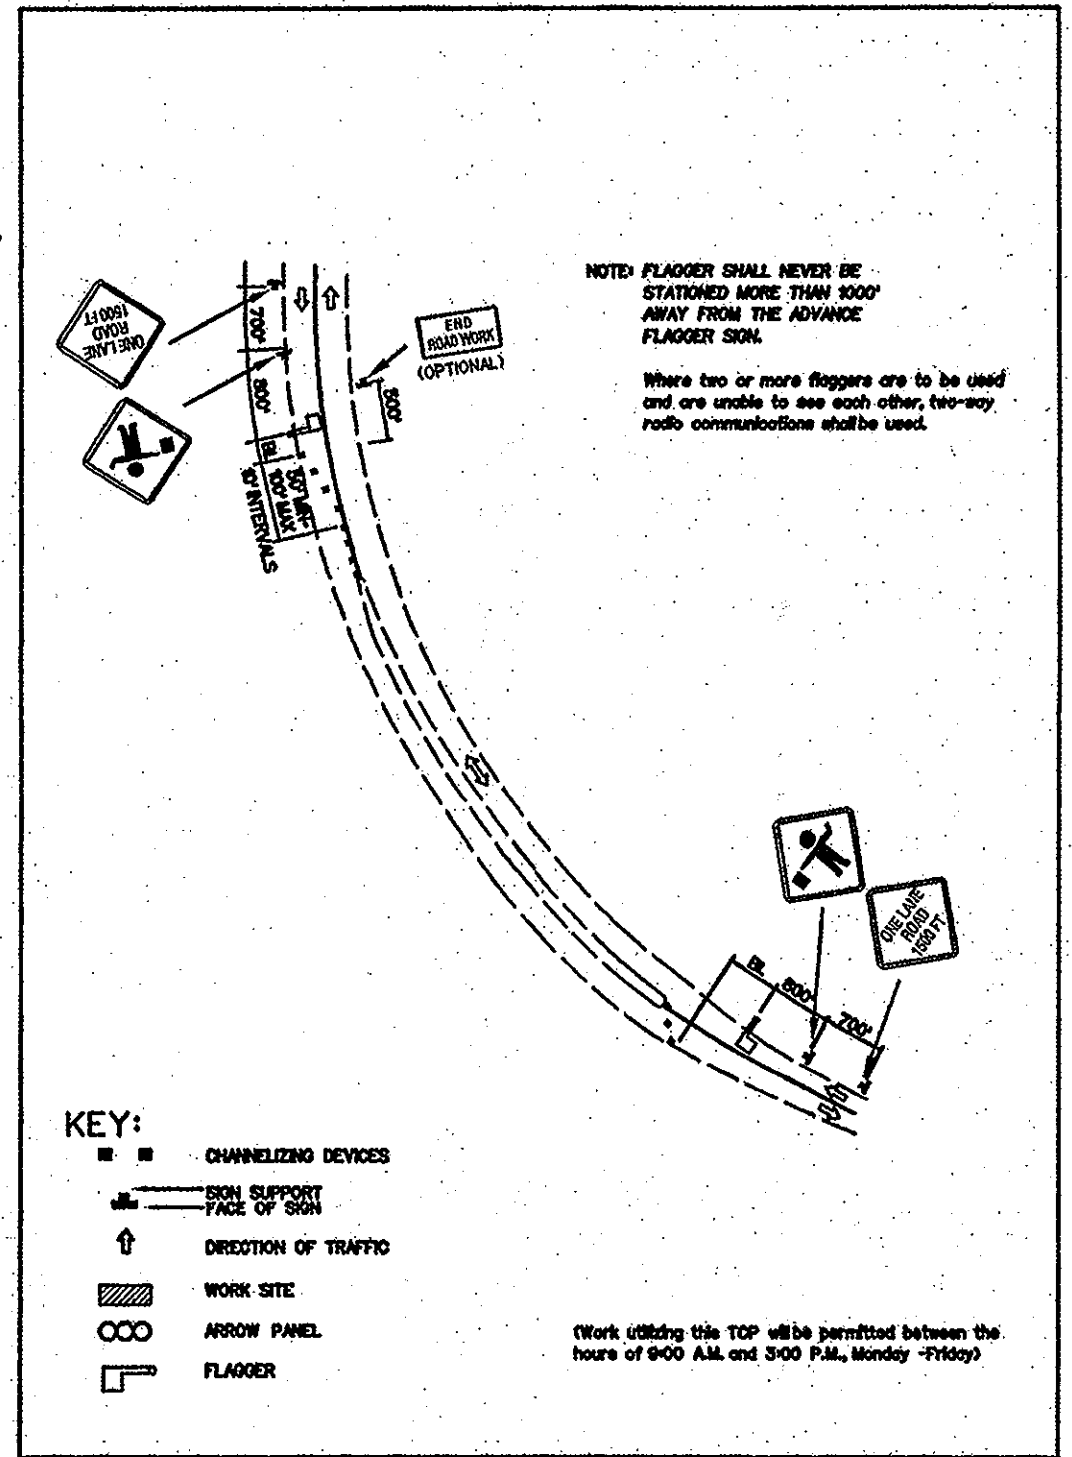 ONE LANE
ROAD
1500 FT
700'
800'
BL
50' MIN-
100' MAX
10' INTERVALS
END
ROAD WORK
(OPTIONAL)
500'
NOTE: FLAGGER SHALL NEVER BE
STATIONED MORE THAN 1000'
AWAY FROM THE ADVANCE
FLAGGER SIGN.
Where two or more flaggers are to be used
and are unable to see each other, two-way
radio communications shall be used.
ONE LANE
ROAD
1500 FT
BL
800'
700'
KEY:
CHANNELIZING DEVICES
SIGN SUPPORT
FACE OF SIGN
DIRECTION OF TRAFFIC
WORK SITE
ARROW PANEL
FLAGGER
(Work utilizing this TCP will be permitted between the
hours of 9:00 A.M. and 3:00 P.M., Monday -Friday)